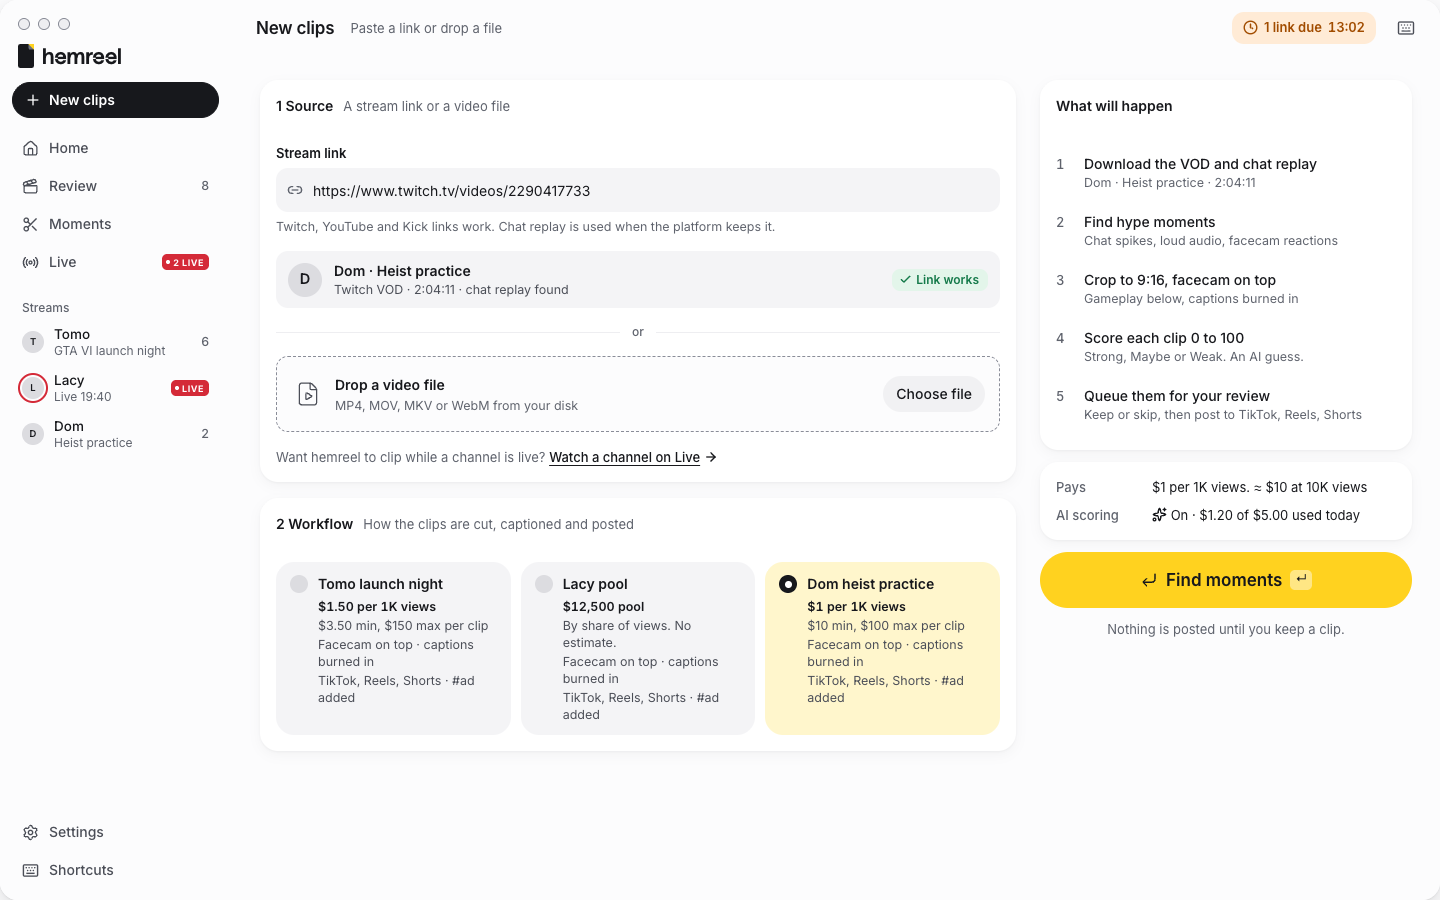 hemreel
New clips
Home
Review 8
Moments
Live 2 LIVE
Streams
T Tomo 6
GTA VI launch night
L Lacy LIVE
Live 19:40
D Dom 2
Heist practice
Settings
Shortcuts
New clips Paste a link or drop a file
1 link due 13:02
1 Source A stream link or a video file
Stream link
https://www.twitch.tv/videos/2290417733
Twitch, YouTube and Kick links work. Chat replay is used when the platform keeps it.
D Dom · Heist practice
Twitch VOD · 2:04:11 · chat replay found
Link works
or
Drop a video file
MP4, MOV, MKV or WebM from your disk
Choose file
Want hemreel to clip while a channel is live? Watch a channel on Live →
2 Workflow How the clips are cut, captioned and posted
Tomo launch night
$1.50 per 1K views
$3.50 min, $150 max per clip
Facecam on top · captions
burned in
TikTok, Reels, Shorts · #ad
added
Lacy pool
$12,500 pool
By share of views. No
estimate.
Facecam on top · captions
burned in
TikTok, Reels, Shorts · #ad
added
Dom heist practice
$1 per 1K views
$10 min, $100 max per clip
Facecam on top · captions
burned in
TikTok, Reels, Shorts · #ad
added
What will happen
1 Download the VOD and chat replay
Dom · Heist practice · 2:04:11
2 Find hype moments
Chat spikes, loud audio, facecam reactions
3 Crop to 9:16, facecam on top
Gameplay below, captions burned in
4 Score each clip 0 to 100
Strong, Maybe or Weak. An AI guess.
5 Queue them for your review
Keep or skip, then post to TikTok, Reels, Shorts
Pays $1 per 1K views. ≈ $10 at 10K views
AI scoring On · $1.20 of $5.00 used today
Find moments
Nothing is posted until you keep a clip.